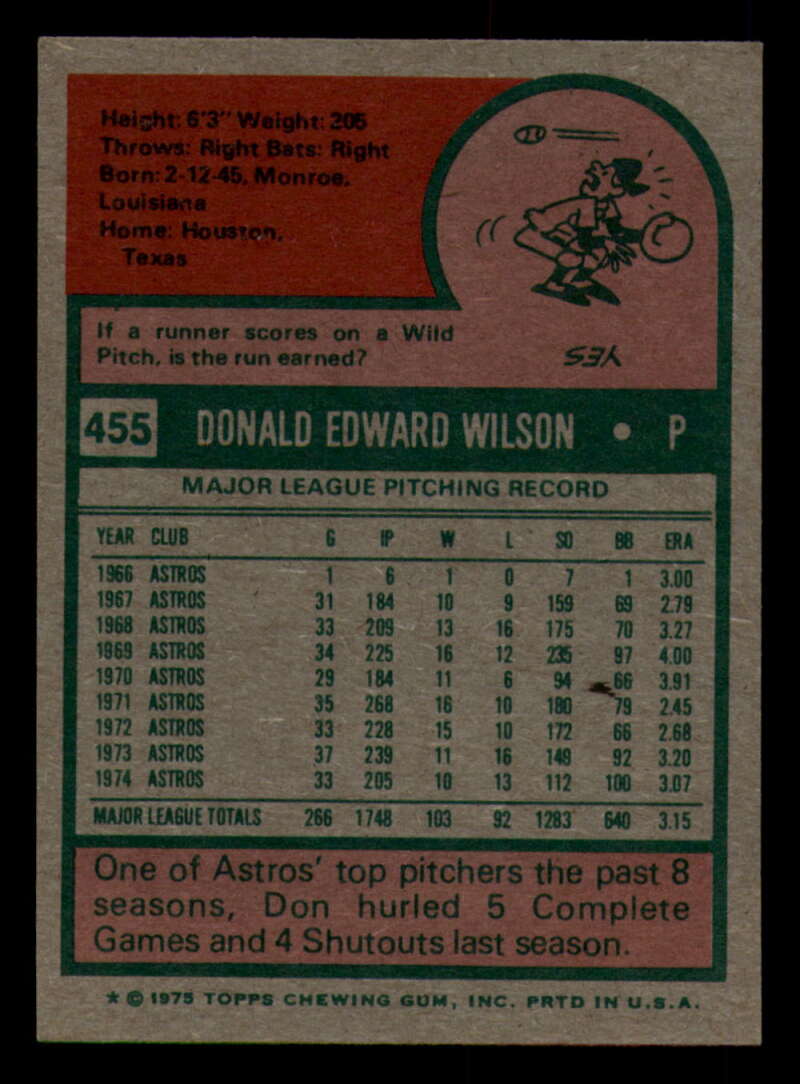 Height: 6'3" Weight: 205
Throws: Right Bats: Right
Born: 2-12-45, Monroe,
Louisiana
Home: Houston,
Texas
If a runner scores on a Wild
Pitch, is the run earned?
YES
455 DONALD EDWARD WILSON • P
MAJOR LEAGUE PITCHING RECORD
YEAR CLUB G IP W L SO BB ERA
1966 ASTROS 1 6 1 0 7 1 3.00
1967 ASTROS 31 184 10 9 159 69 2.79
1968 ASTROS 33 209 13 16 175 70 3.27
1969 ASTROS 34 225 16 12 235 97 4.00
1970 ASTROS 29 184 11 6 94 66 3.91
1971 ASTROS 35 268 16 10 180 79 2.45
1972 ASTROS 33 228 15 10 172 66 2.68
1973 ASTROS 37 239 11 16 149 92 3.20
1974 ASTROS 33 205 10 13 112 100 3.07
MAJOR LEAGUE TOTALS 266 1748 103 92 1283 640 3.15
One of Astros' top pitchers the past 8
seasons, Don hurled 5 Complete
Games and 4 Shutouts last season.
* © 1975 TOPPS CHEWING GUM, INC. PRTD IN U.S.A.